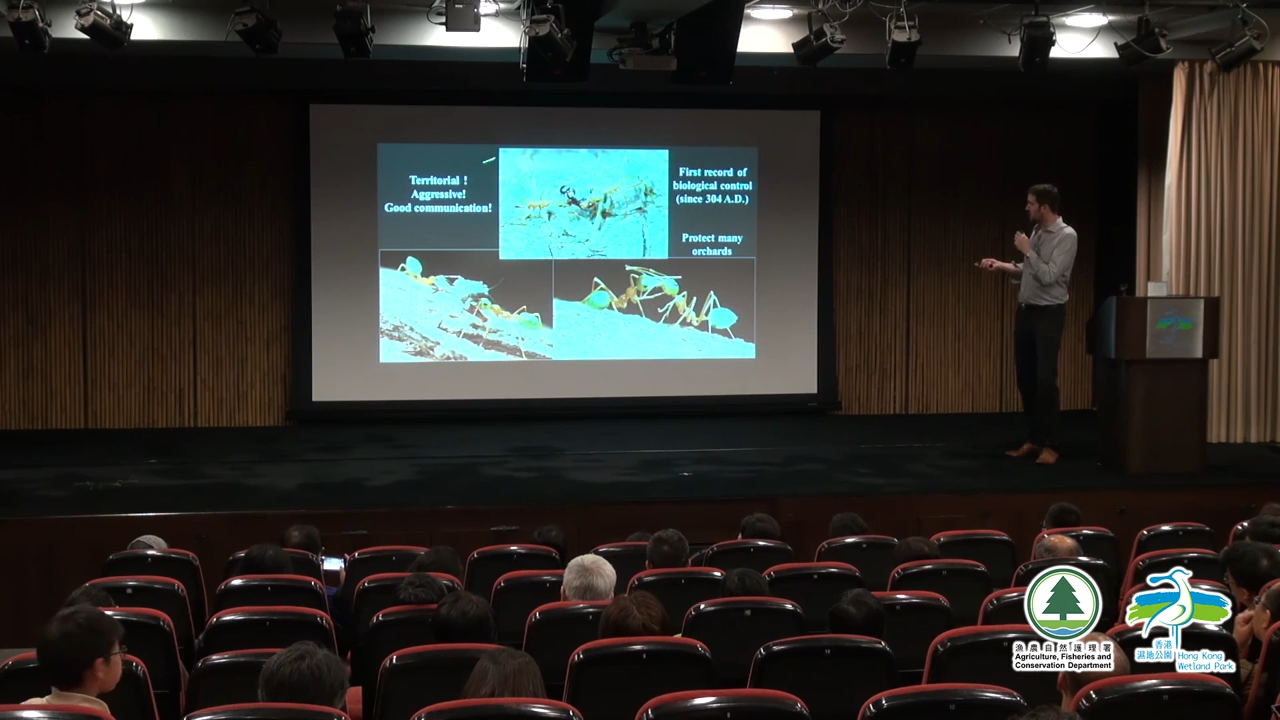 Territorial !
Aggressive!
Good communication!
First record of
biological control
(since 304 A.D.)
Protect many
orchards
漁農自然護理署
Agriculture, Fisheries and
Conservation Department
香港
濕地公園
Hong Kong
Wetland Park